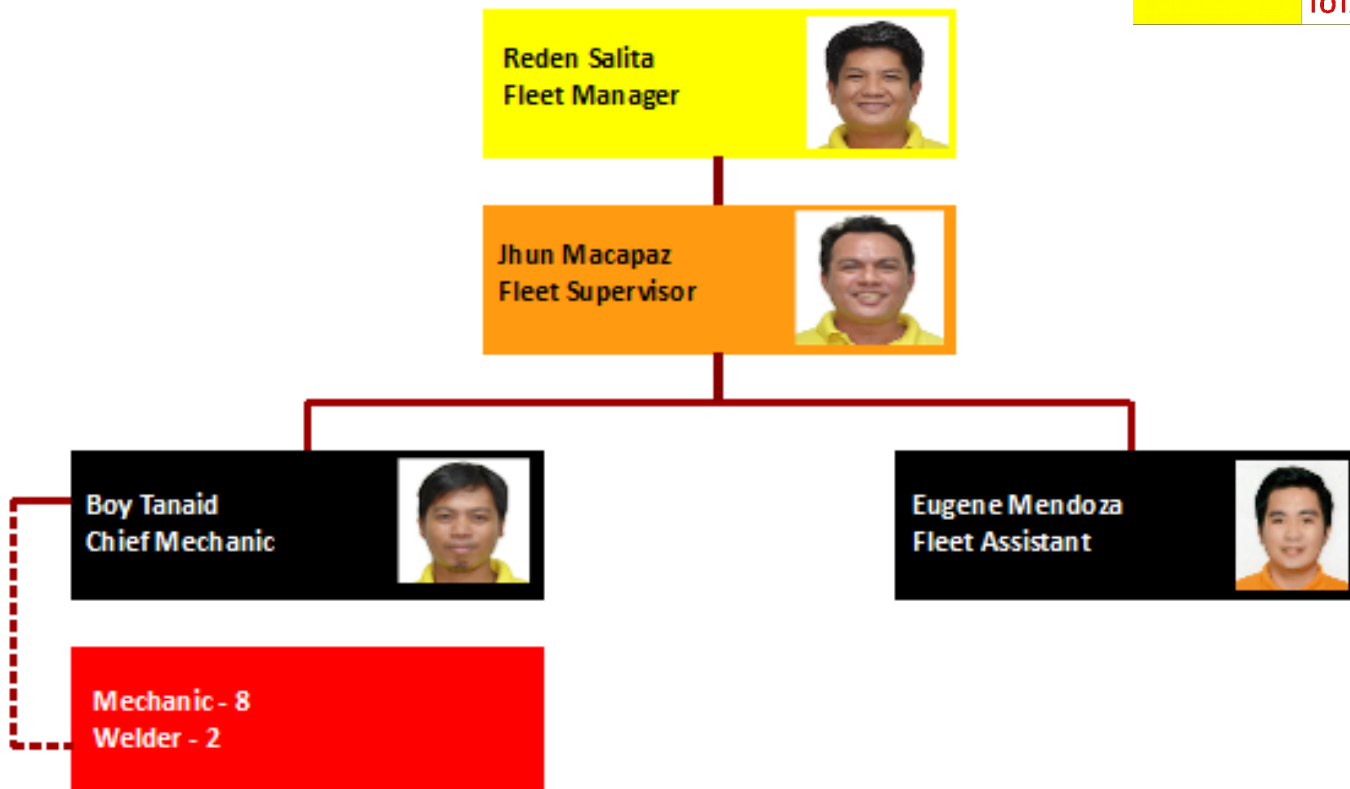 Reden Salita
Fleet Manager
Jhun Macapaz
Fleet Supervisor
Boy Tanaid
Chief Mechanic
Eugene Mendoza
Fleet Assistant
Mechanic - 8
Welder - 2